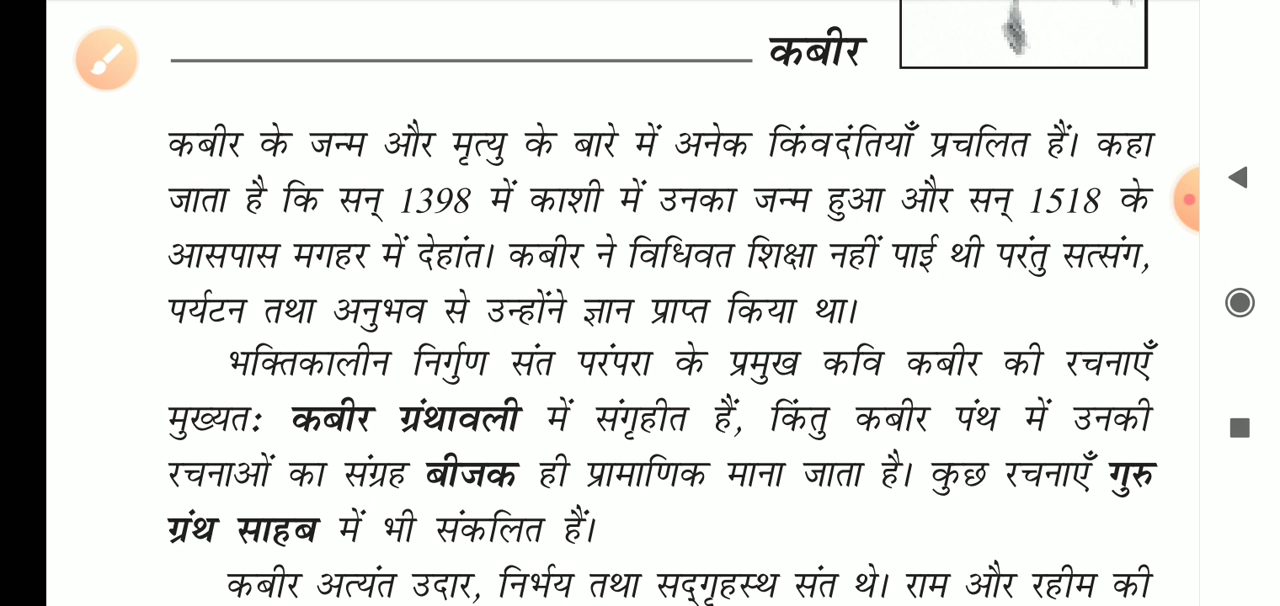 कबीर
कबीर के जन्म और मृत्यु के बारे में अनेक किंवदंतियाँ प्रचलित हैं। कहा
जाता है कि सन् 1398 में काशी में उनका जन्म हुआ और सन् 1518 के
आसपास मगहर में देहांत। कबीर ने विधिवत शिक्षा नहीं पाई थी परंतु सत्संग,
पर्यटन तथा अनुभव से उन्होंने ज्ञान प्राप्त किया था।
भक्तिकालीन निर्गुण संत परंपरा के प्रमुख कवि कबीर की रचनाएँ
मुख्यतः कबीर ग्रंथावली में संगृहीत हैं, किंतु कबीर पंथ में उनकी
रचनाओं का संग्रह बीजक ही प्रामाणिक माना जाता है। कुछ रचनाएँ गुरु
ग्रंथ साहब में भी संकलित हैं।
कबीर अत्यंत उदार, निर्भय तथा सद्गृहस्थ संत थे। राम और रहीम की